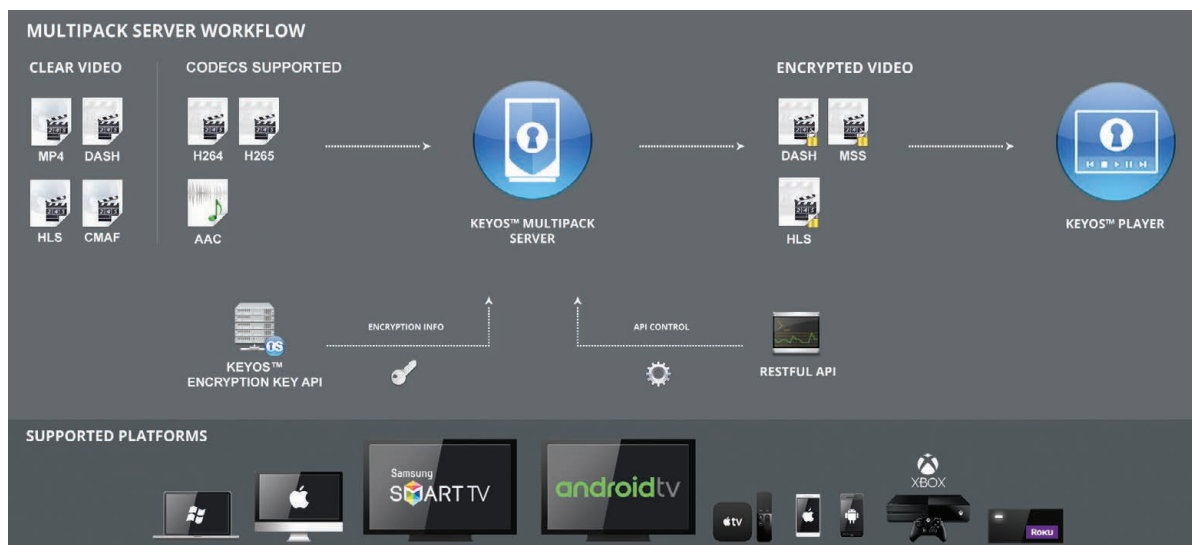 MULTIPACK SERVER WORKFLOW
CLEAR VIDEO
CODECS SUPPORTED
ENCRYPTED VIDEO
MP4 DASH
H264 H265
DASH MSS
HLS CMAF
AAC
HLS
KEYOS™ MULTIPACK
SERVER
KEYOS™ PLAYER
ENCRYPTION INFO
API CONTROL
OS
KEYOS™
ENCRYPTION KEY API
RESTFUL API
SUPPORTED PLATFORMS
Samsung
SMART TV
androidtv
tv
XBOX
ROKU